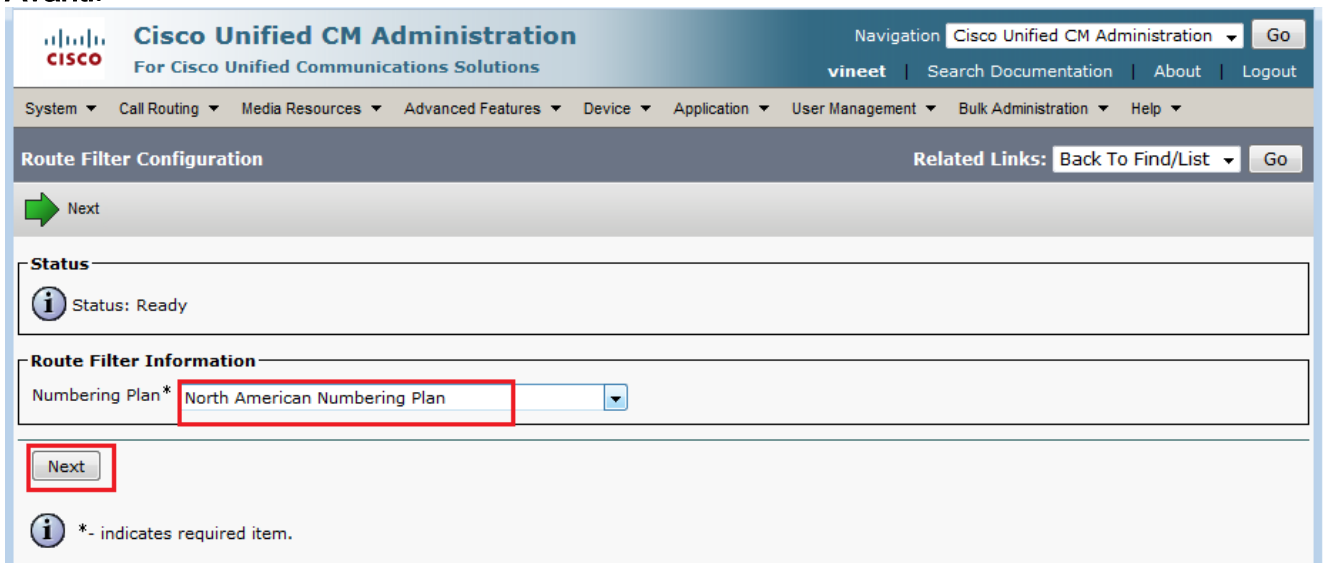 Cisco Unified CM Administration
For Cisco Unified Communications Solutions
CISCO
Navigation Cisco Unified CM Administration Go
vineet | Search Documentation | About | Logout
System Call Routing Media Resources Advanced Features Device Application User Management Bulk Administration Help
Route Filter Configuration
Related Links: Back To Find/List Go
Next
Status
Status: Ready
Route Filter Information
Numbering Plan* North American Numbering Plan
Next
*- indicates required item.